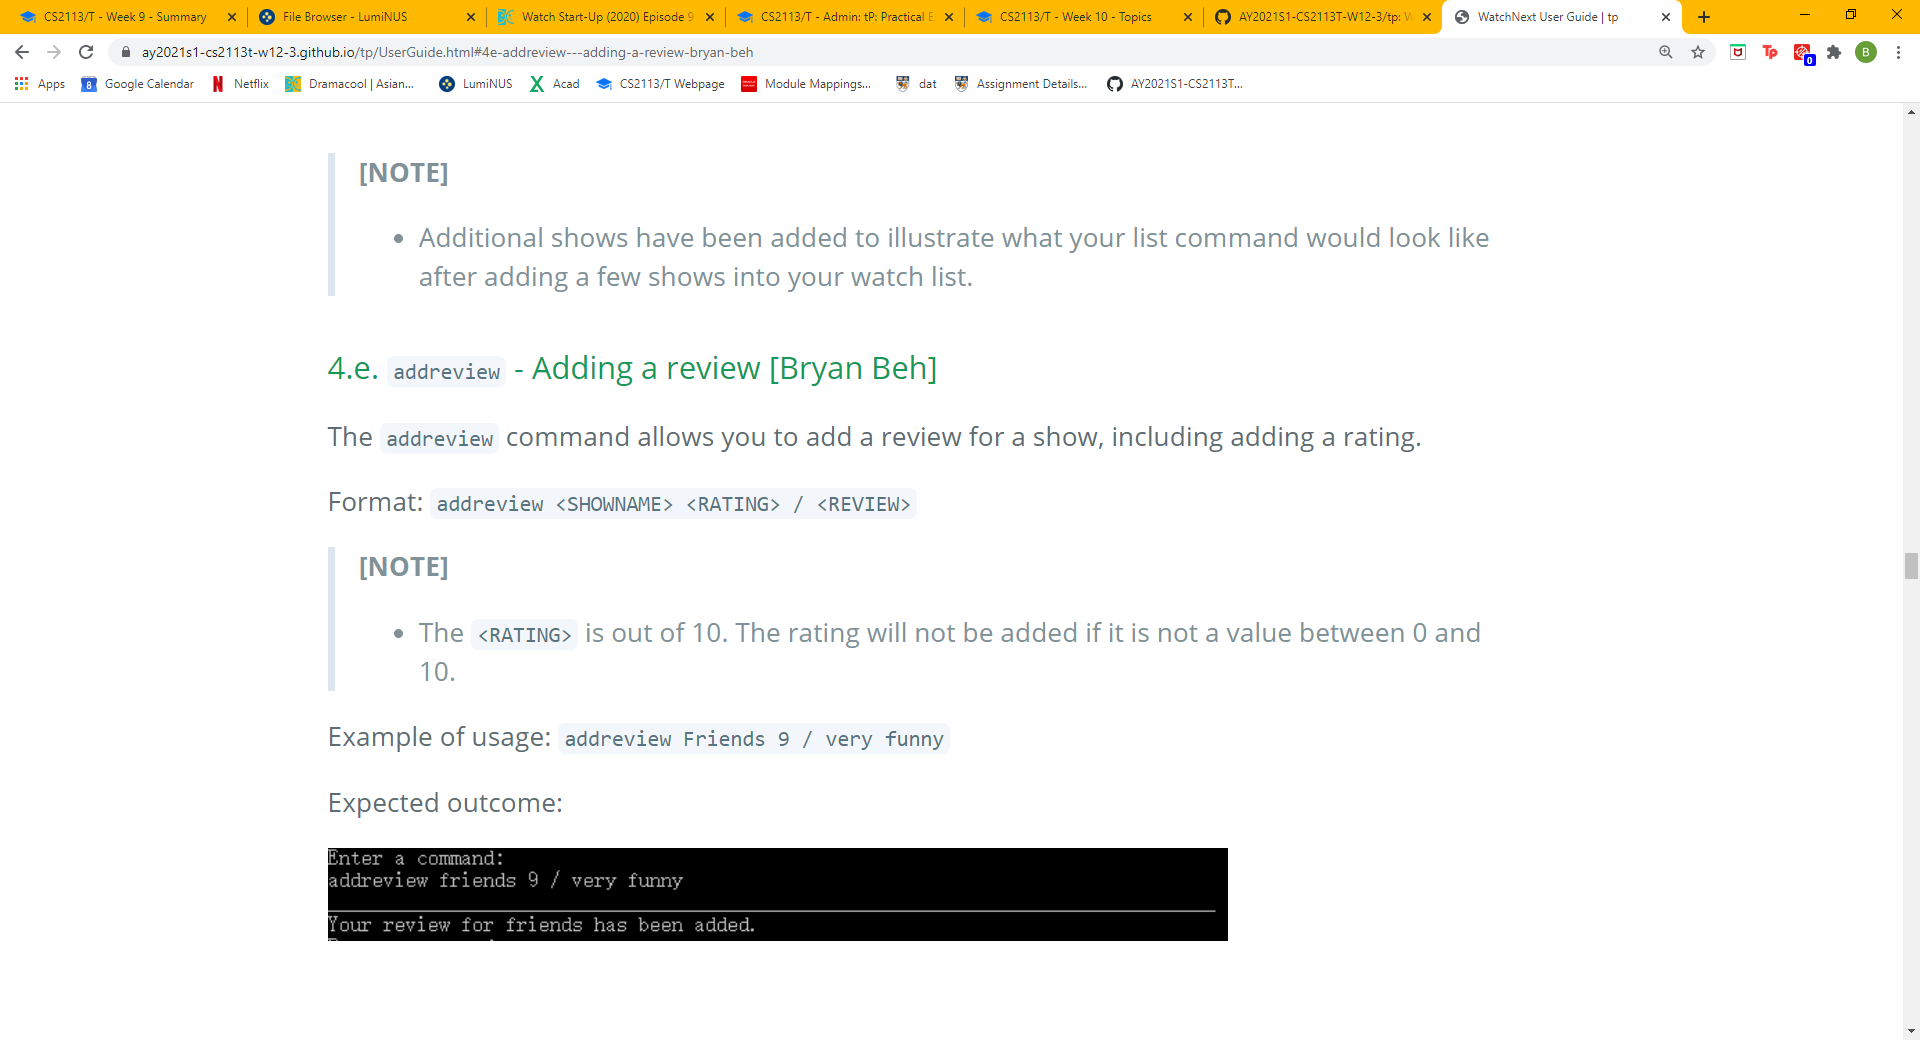 CS2113/T - Week 9 - Summary
File Browser - LumiNUS
Watch Start-Up (2020) Episode 9
CS2113/T - Admin: tP: Practical E
CS2113/T - Week 10 - Topics
AY2021S1-CS2113T-W12-3/tp: W
WatchNext User Guide | tp
ay2021s1-cs2113t-w12-3.github.io/tp/UserGuide.html#4e-addreview---adding-a-review-bryan-beh
Tp
0
B
Apps
8
Google Calendar
Netflix
Dramacool | Asian...
LumiNUS
Acad
CS2113/T Webpage
Module Mappings...
dat
Assignment Details...
AY2021S1-CS2113T...
[NOTE]
Additional shows have been added to illustrate what your list command would look like
after adding a few shows into your watch list.
4.e. addreview - Adding a review [Bryan Beh]
The addreview command allows you to add a review for a show, including adding a rating.
Format: addreview <SHOWNAME> <RATING> / <REVIEW>
[NOTE]
The <RATING> is out of 10. The rating will not be added if it is not a value between 0 and
10.
Example of usage: addreview Friends 9 / very funny
Expected outcome:
Enter a command:
addreview friends 9 / very funny
Your review for friends has been added.